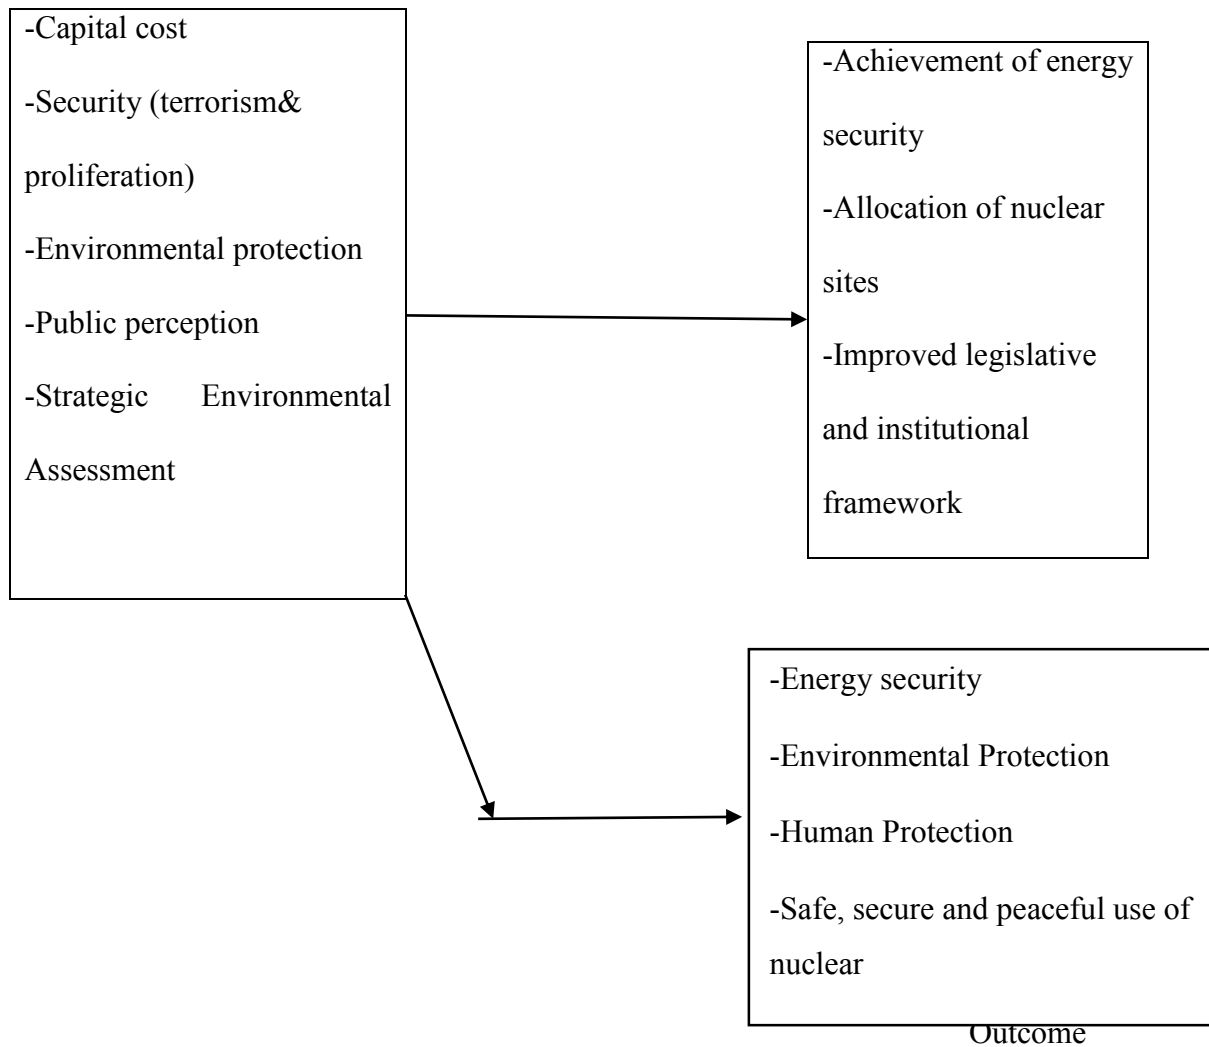 -Capital cost
-Security (terrorism&
proliferation)
-Environmental protection
-Public perception
-Strategic Environmental
Assessment
-Achievement of energy
security
-Allocation of nuclear
sites
-Improved legislative
and institutional
framework
-Energy security
-Environmental Protection
-Human Protection
-Safe, secure and peaceful use of
nuclear
Outcome